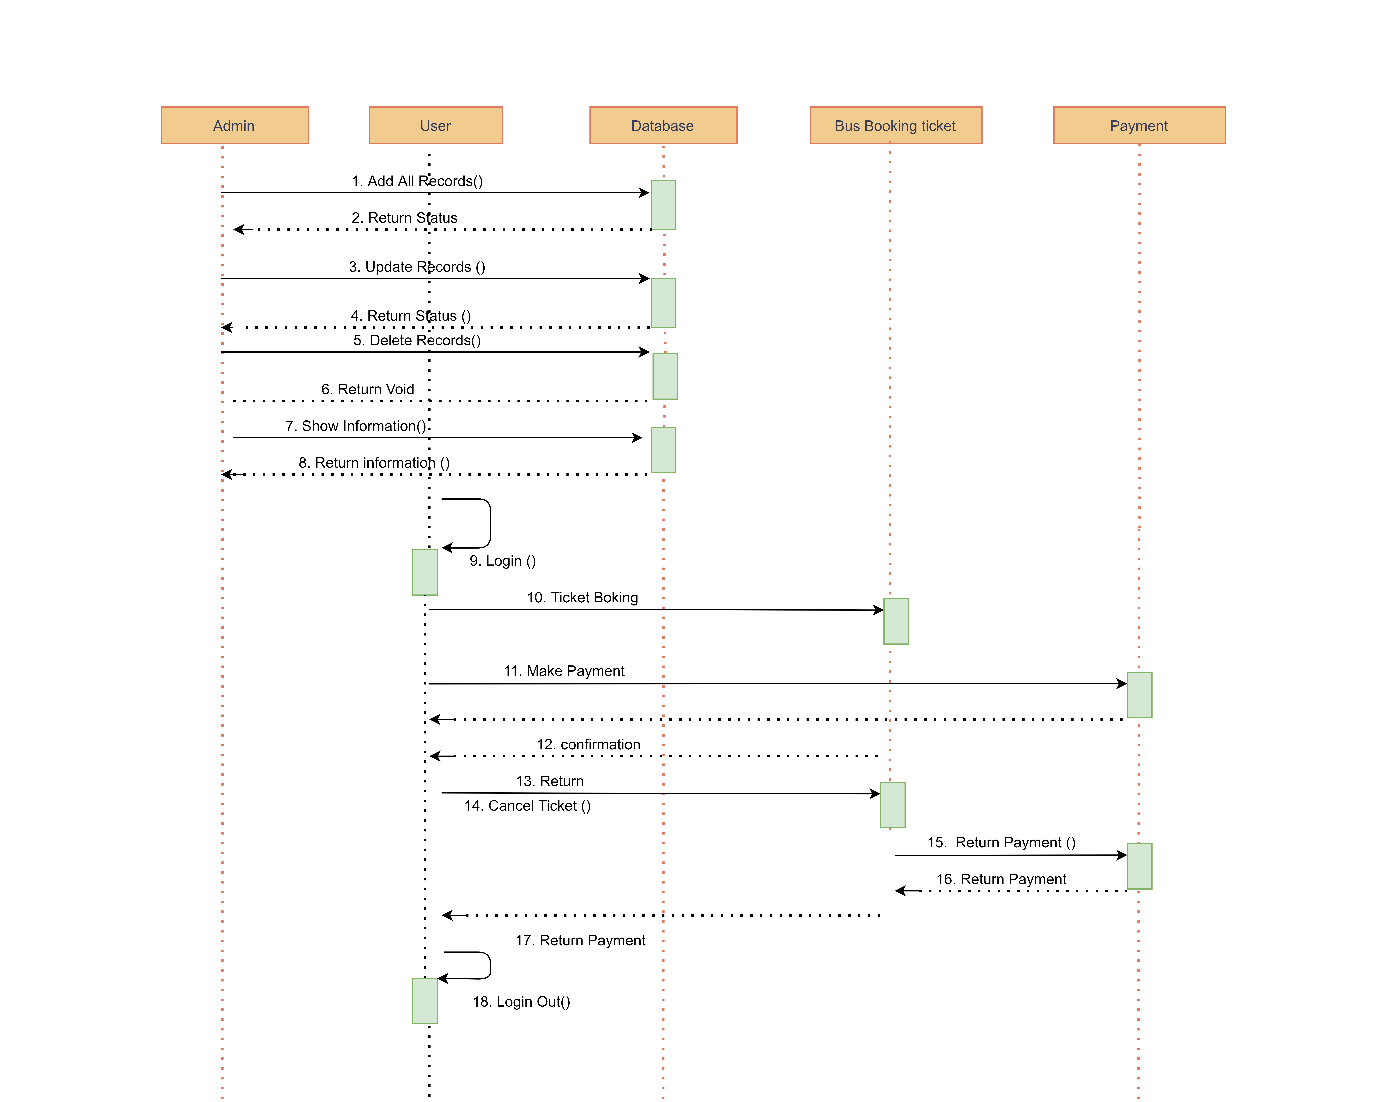 Admin
User
Database
Bus Booking ticket
Payment
1. Add All Records()
2. Return Status
3. Update Records ()
4. Return Status ()
5. Delete Records()
6. Return Void
7. Show Information()
8. Return information ()
9. Login ()
10. Ticket Boking
11. Make Payment
12. confirmation
13. Return
14. Cancel Ticket ()
15. Return Payment ()
16. Return Payment
17. Return Payment
18. Login Out()